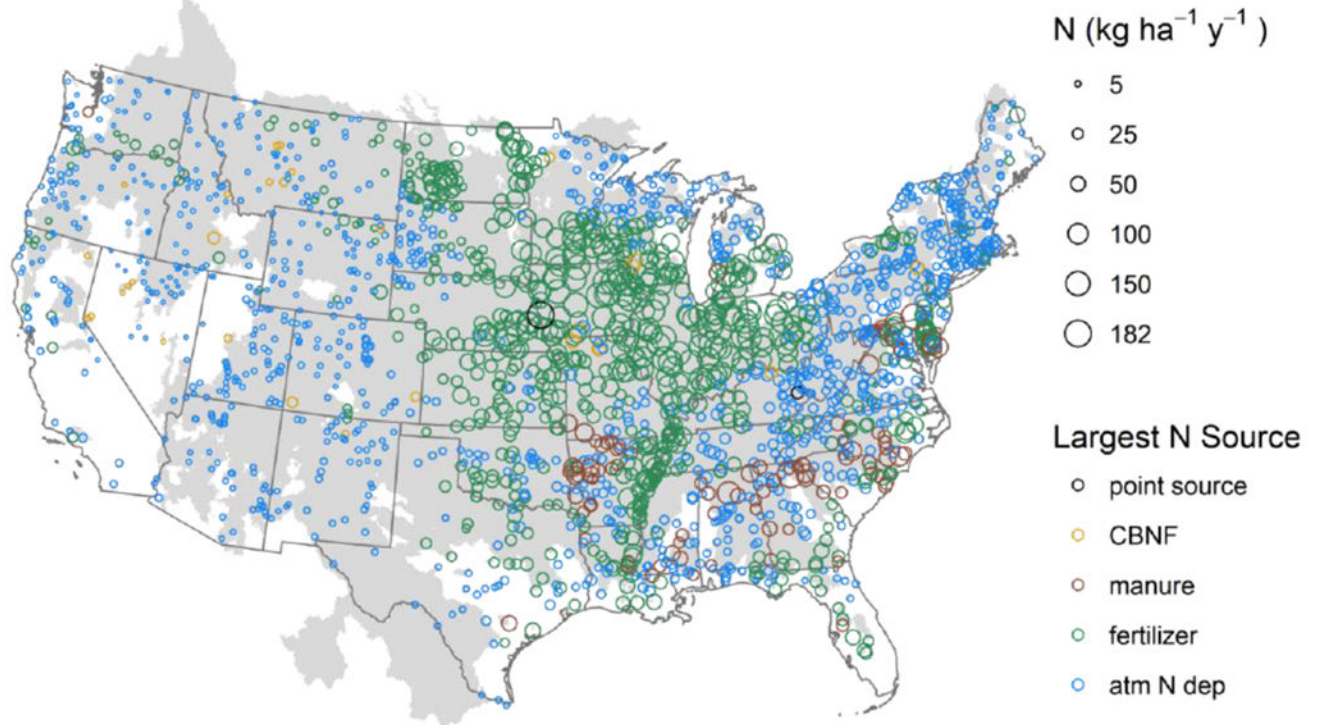 N (kg ha⁻¹ y⁻¹ )
5
25
50
100
150
182
Largest N Source
point source
CBNF
manure
fertilizer
atm N dep